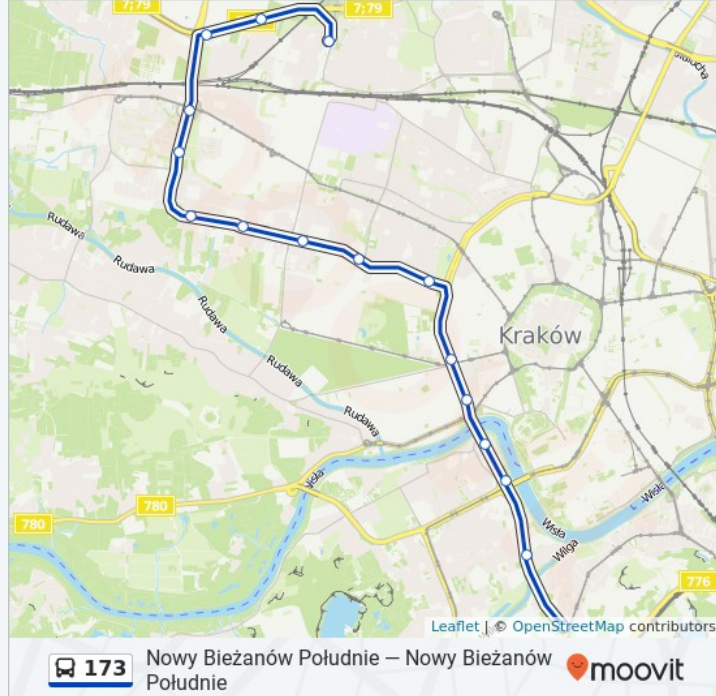 7;79
7;79
Białucha
Rudawa
Rudawa
Rudawa
Kraków
Rudawa
Rudawa
Wisła
780
780
Wisła
Wisła
Wilga
776
Leaflet | © OpenStreetMap contributors
173
Nowy Bieżanów Południe — Nowy Bieżanów
Południe
moovit